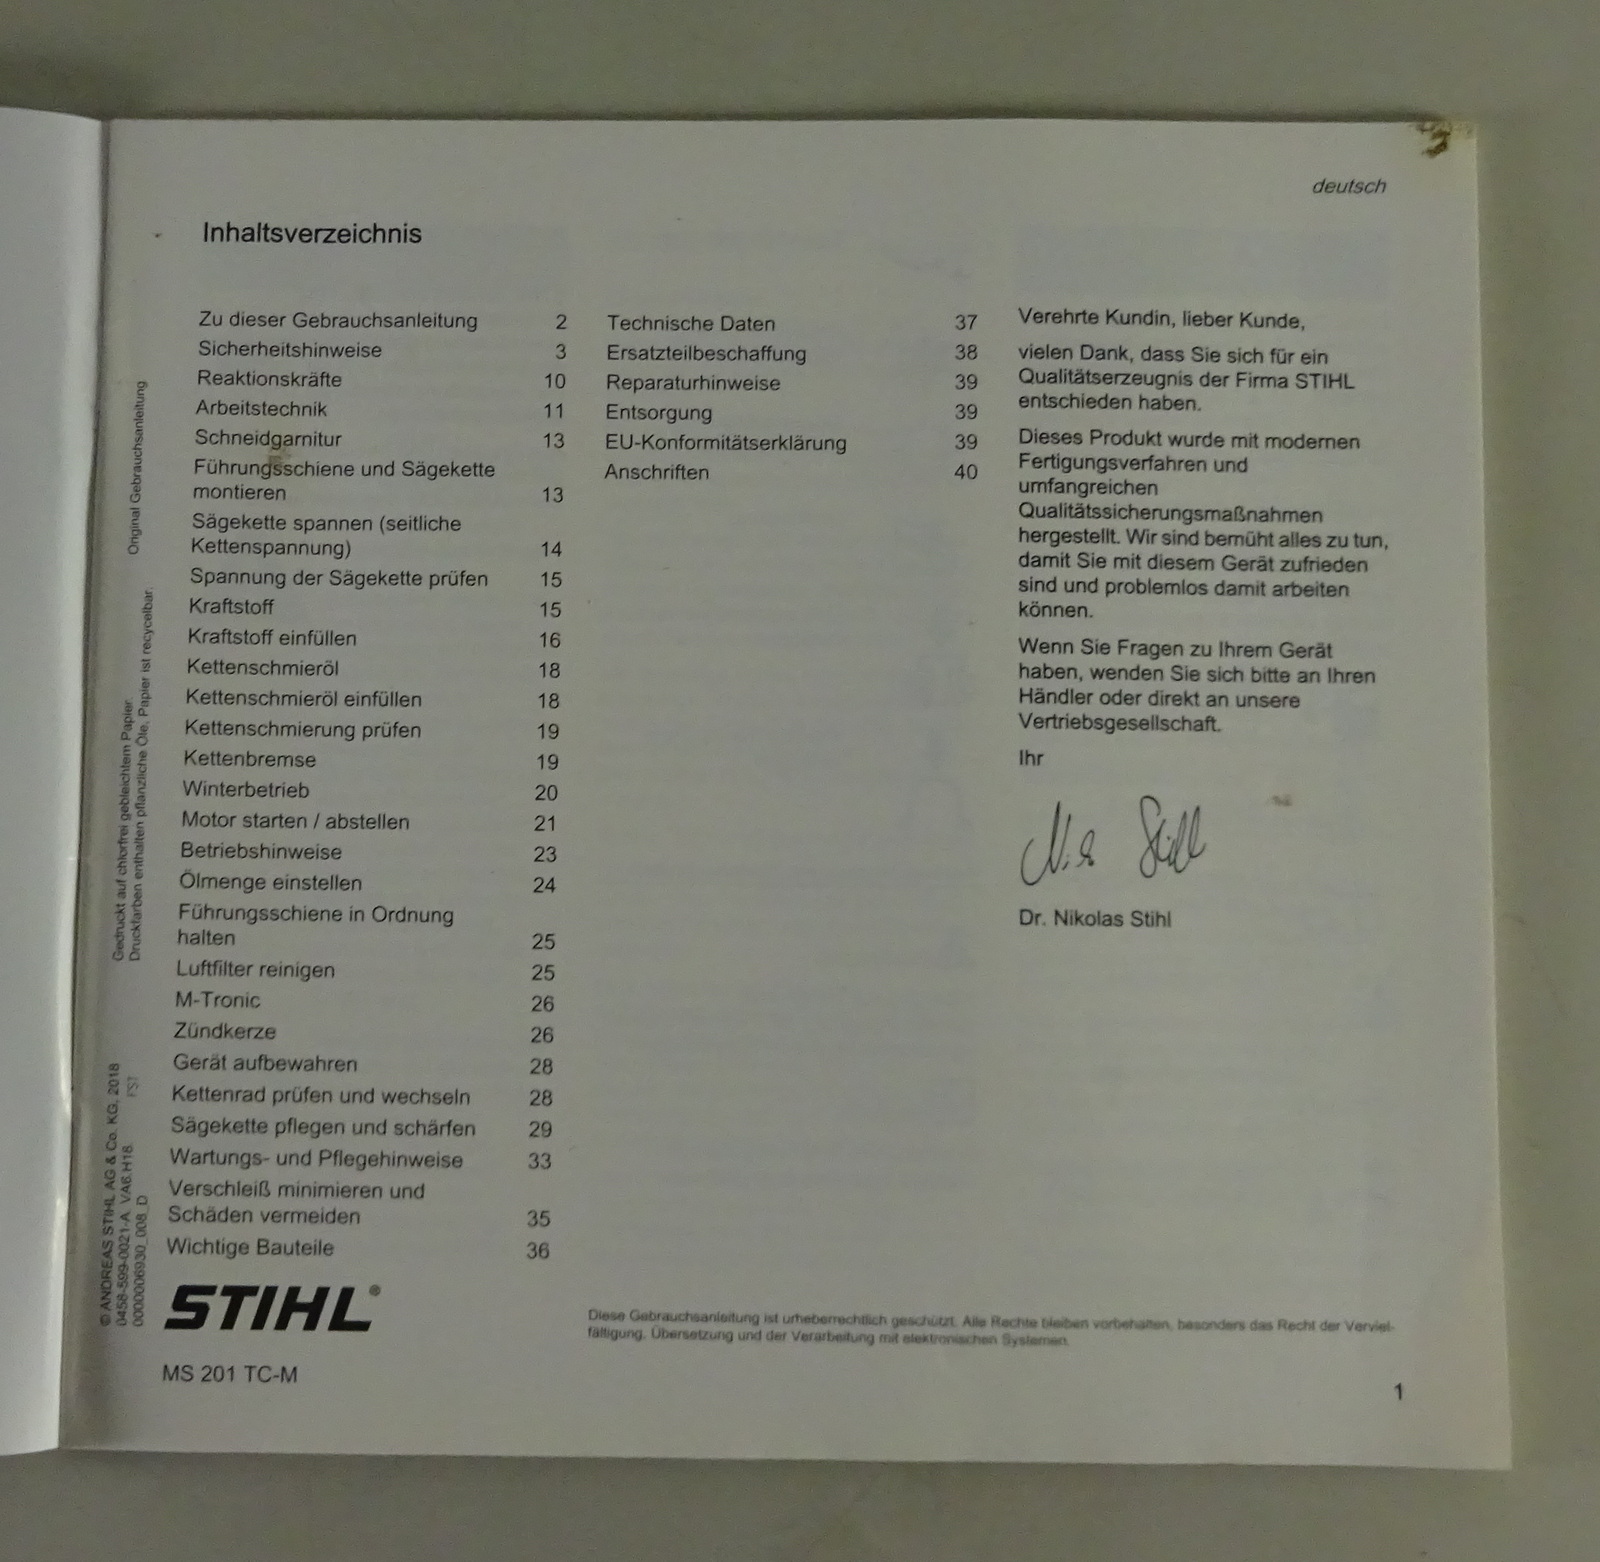 deutsch
Inhaltsverzeichnis
Zu dieser Gebrauchsanleitung 2
Sicherheitshinweise 3
Reaktionskräfte 10
Arbeitstechnik 11
Schneidgarnitur 13
Führungsschiene und Sägekette
montieren 13
Sägekette spannen (seitliche
Kettenspannung) 14
Spannung der Sägekette prüfen 15
Kraftstoff 15
Kraftstoff einfüllen 16
Kettenschmieröl 18
Kettenschmieröl einfüllen 18
Kettenschmierung prüfen 19
Kettenbremse 19
Winterbetrieb 20
Motor starten / abstellen 21
Betriebshinweise 23
Ölmenge einstellen 24
Führungsschiene in Ordnung
halten 25
Luftfilter reinigen 25
M-Tronic 26
Zündkerze 26
Gerät aufbewahren 28
Kettenrad prüfen und wechseln 28
Sägekette pflegen und schärfen 29
Wartungs- und Pflegehinweise 33
Verschleiß minimieren und
Schäden vermeiden 35
Wichtige Bauteile 36
Technische Daten 37
Ersatzteilbeschaffung 38
Reparaturhinweise 39
Entsorgung 39
EU-Konformitätserklärung 39
Anschriften 40
Verehrte Kundin, lieber Kunde,
vielen Dank, dass Sie sich für ein
Qualitätserzeugnis der Firma STIHL
entschieden haben.
Dieses Produkt wurde mit modernen
Fertigungsverfahren und
umfangreichen
Qualitätssicherungsmaßnahmen
hergestellt. Wir sind bemüht alles zu tun,
damit Sie mit diesem Gerät zufrieden
sind und problemlos damit arbeiten
können.
Wenn Sie Fragen zu Ihrem Gerät
haben, wenden Sie sich bitte an Ihren
Händler oder direkt an unsere
Vertriebsgesellschaft.
Ihr
Dr. Nikolas Stihl
STIHL®
MS 201 TC-M
Diese Gebrauchsanleitung ist urheberrechtlich geschützt. Alle Rechte bleiben vorbehalten, besonders das Recht der Verviel-
fältigung, Übersetzung und der Verarbeitung mit elektronischen Systemen.
1
Original Gebrauchsanleitung
Gedruckt auf chlorfrei gebleichtem Papier.
Druckfarben enthalten pflanzliche Öle, Papier ist recycelbar.
© ANDREAS STIHL AG & Co. KG, 2018
0458-599-0021-A. VA6.H18.
0000006930_008_D